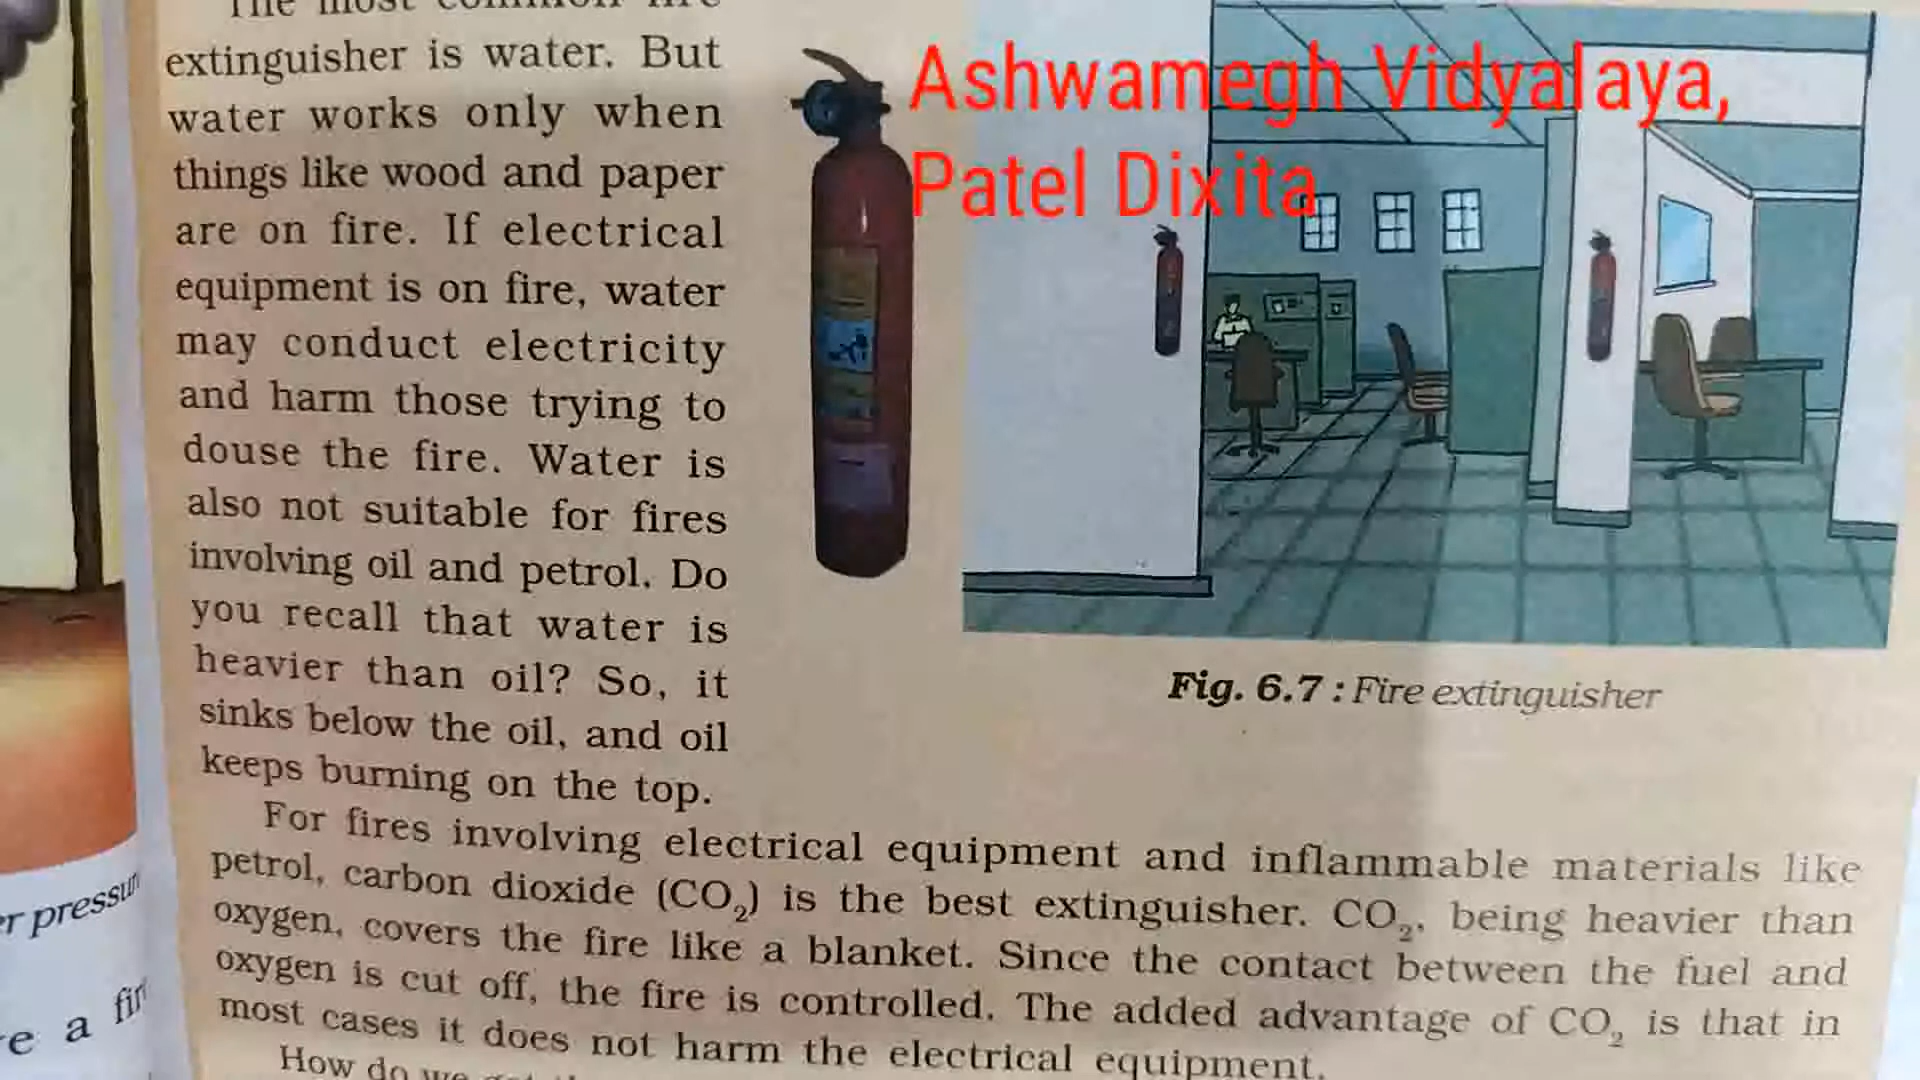 The most common fire
extinguisher is water. But
water works only when
things like wood and paper
are on fire. If electrical
equipment is on fire, water
may conduct electricity
and harm those trying to
douse the fire. Water is
also not suitable for fires
involving oil and petrol. Do
you recall that water is
heavier than oil? So, it
sinks below the oil, and oil
keeps burning on the top.
Ashwamegh Vidyalaya,
Patel Dixita
Fig. 6.7 : Fire extinguisher
For fires involving electrical equipment and inflammable materials like
petrol, carbon dioxide (CO₂) is the best extinguisher. CO₂, being heavier than
oxygen, covers the fire like a blanket. Since the contact between the fuel and
oxygen is cut off, the fire is controlled. The added advantage of CO₂ is that in
most cases it does not harm the electrical equipment.
How do we